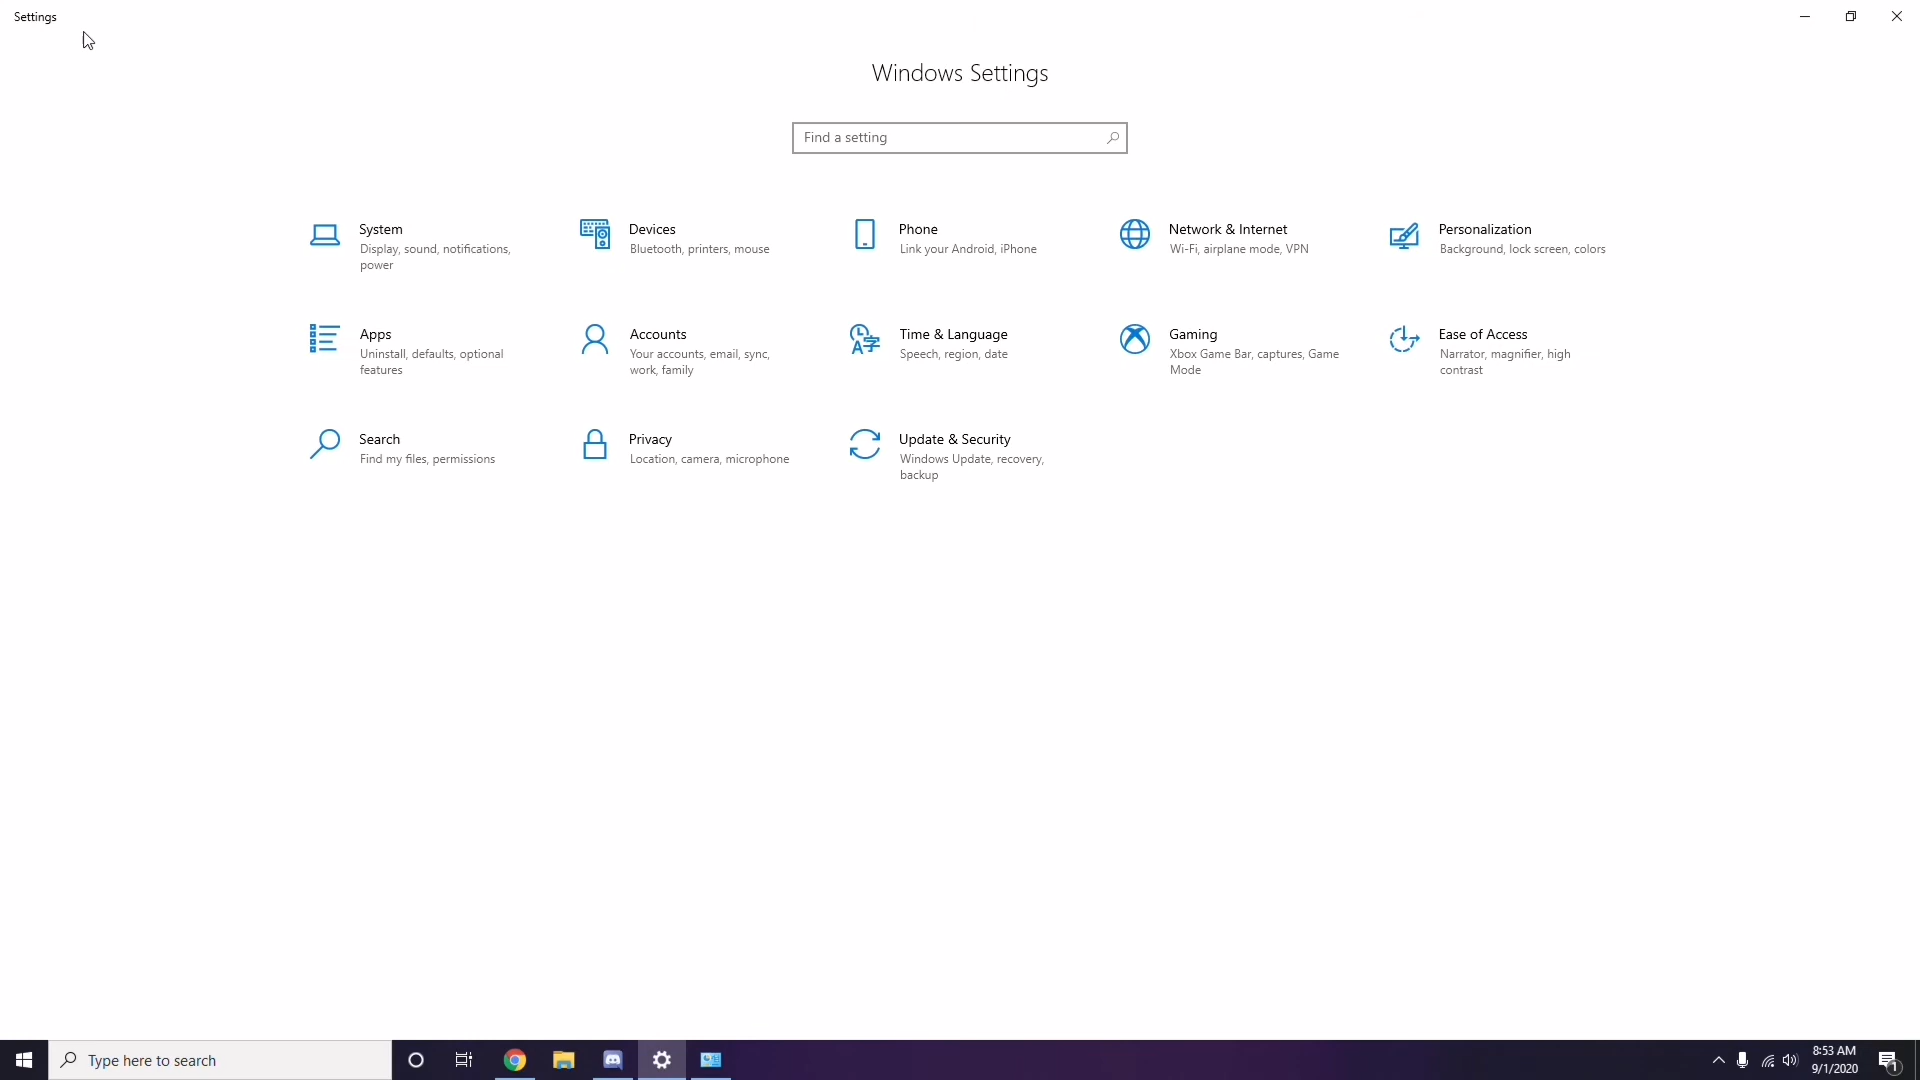 Settings
Windows Settings
Find a setting
System
Display, sound, notifications,
power
Devices
Bluetooth, printers, mouse
Phone
Link your Android, iPhone
Network & Internet
Wi-Fi, airplane mode, VPN
Personalization
Background, lock screen, colors
Apps
Uninstall, defaults, optional
features
Accounts
Your accounts, email, sync,
work, family
Time & Language
Speech, region, date
Gaming
Xbox Game Bar, captures, Game
Mode
Ease of Access
Narrator, magnifier, high
contrast
Search
Find my files, permissions
Privacy
Location, camera, microphone
Update & Security
Windows Update, recovery,
backup
Type here to search
8:53 AM
9/1/2020
1